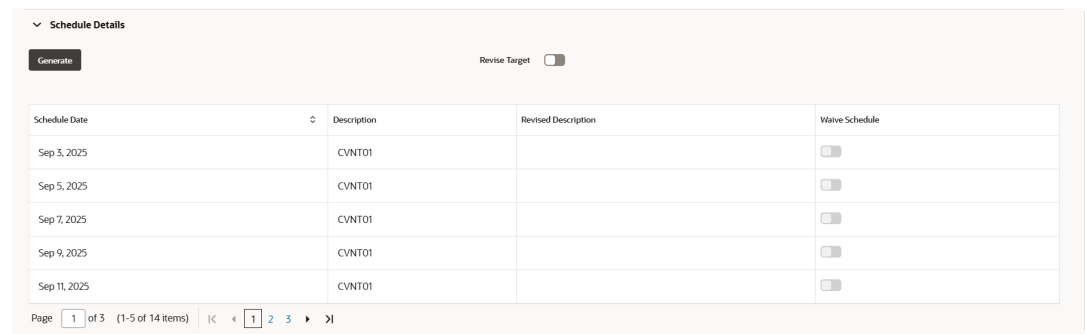 Schedule Details
Generate Revise Target
Schedule Date Description Revised Description Waive Schedule
Sep 3, 2025 CVNT01
Sep 5, 2025 CVNT01
Sep 7, 2025 CVNT01
Sep 9, 2025 CVNT01
Sep 11, 2025 CVNT01
Page 1 of 3 (1-5 of 14 items) 1 2 3